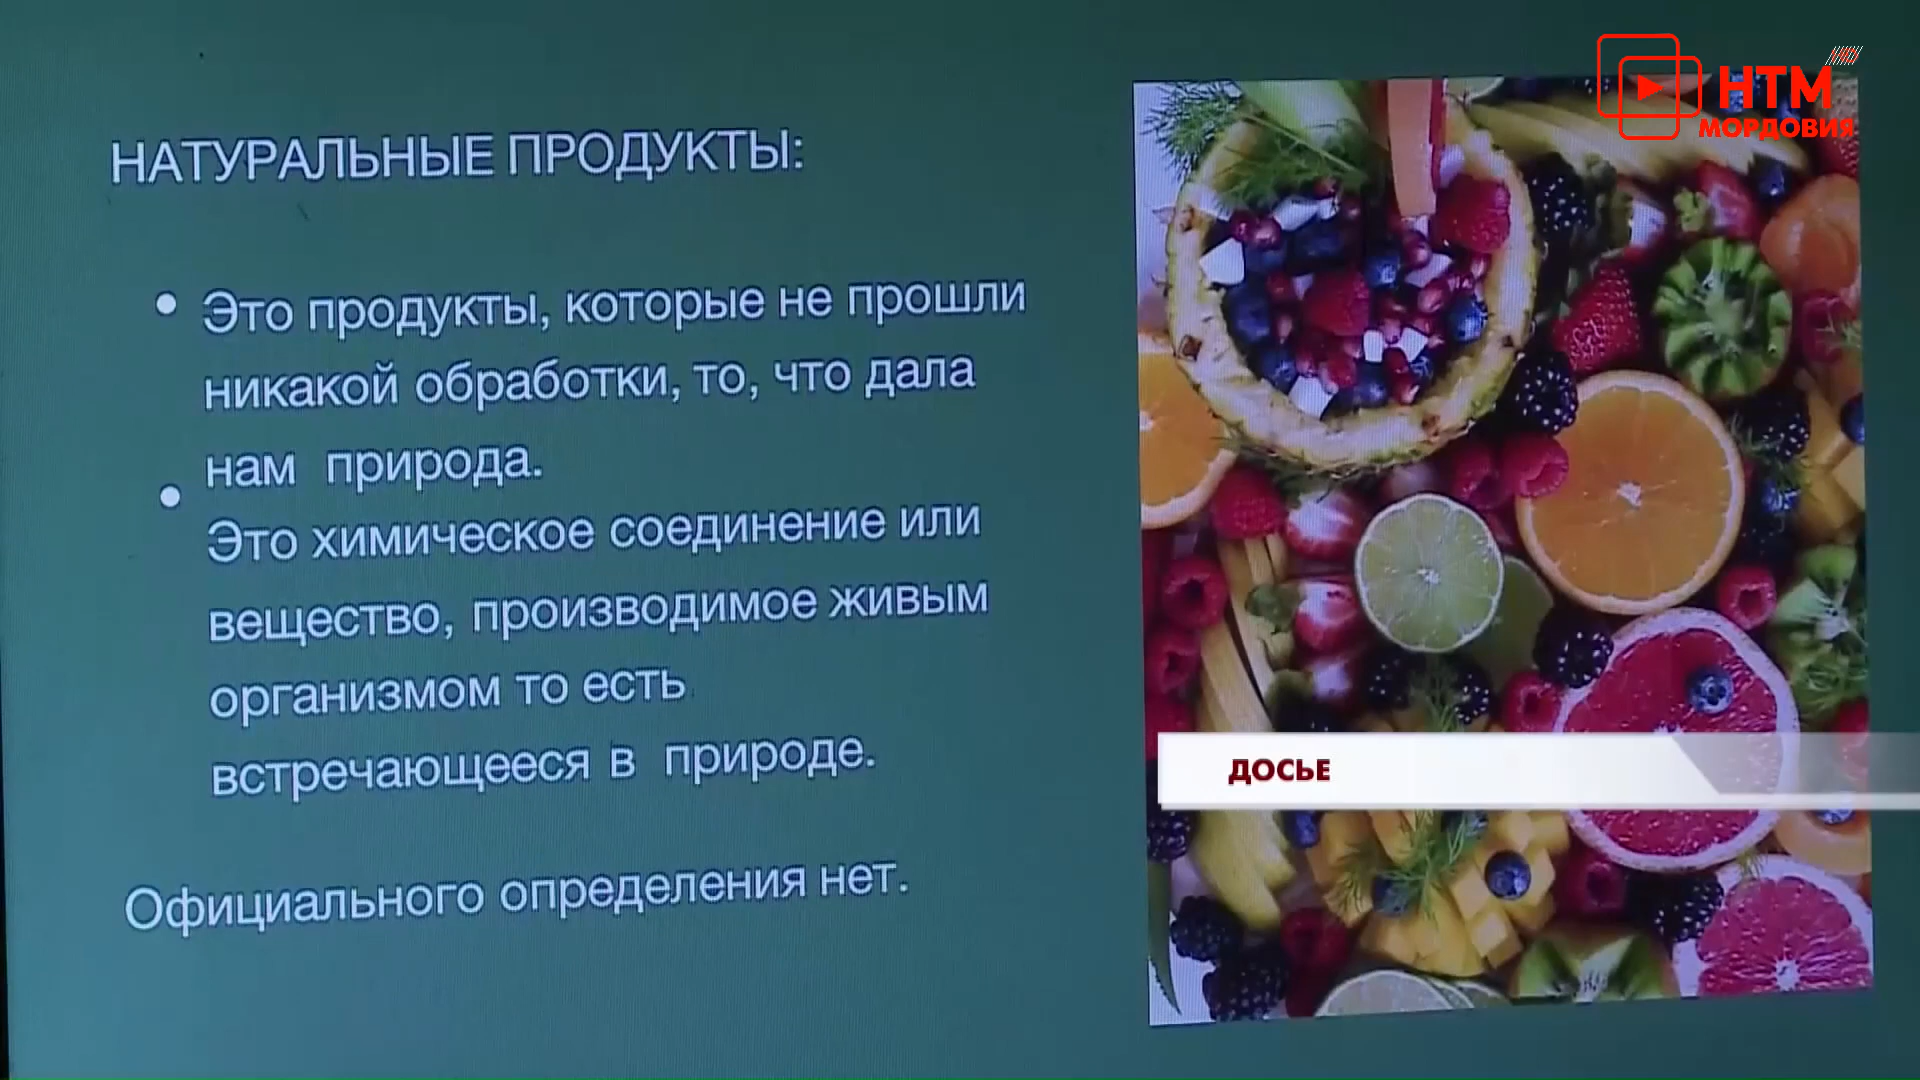 НТМ
МОРДОВИЯ
НАТУРАЛЬНЫЕ ПРОДУКТЫ:
• Это продукты, которые не прошли
никакой обработки, то, что дала
нам природа.
• Это химическое соединение или
вещество, производимое живым
организмом то есть
встречающееся в природе.
Официального определения нет.
ДОСЬЕ